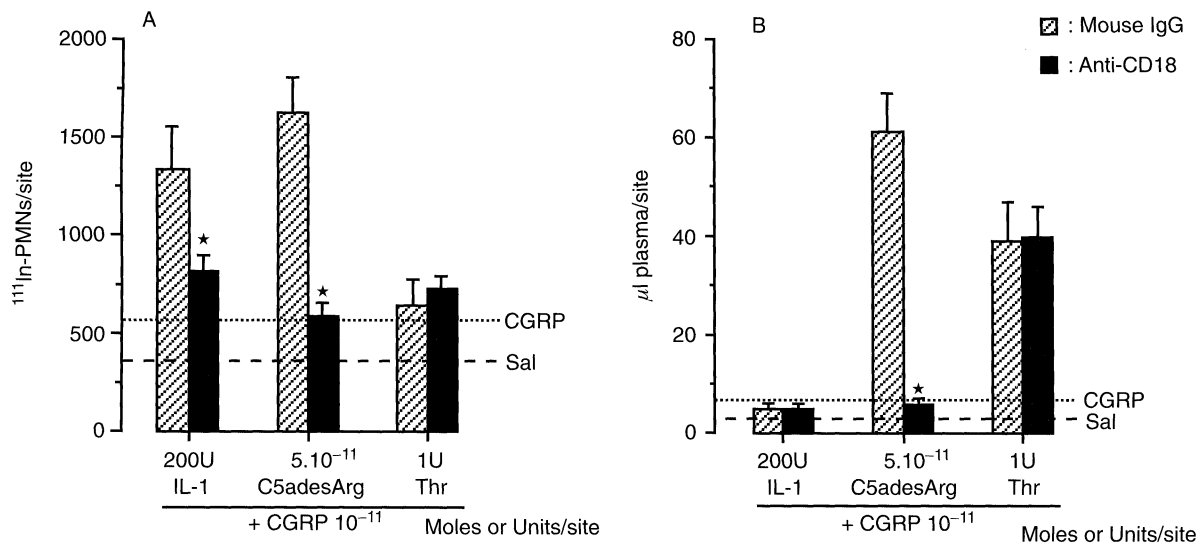 A
2000
1500
1000
500
0
¹¹¹In-PMNs/site
★
★
CGRP
Sal
200U
5.10⁻¹¹
1U
IL-1
C5adesArg
Thr
+ CGRP 10⁻¹¹
Moles or Units/site
B
: Mouse IgG
: Anti-CD18
80
60
40
20
0
µl plasma/site
★
CGRP
Sal
200U
5.10⁻¹¹
1U
IL-1
C5adesArg
Thr
+ CGRP 10⁻¹¹
Moles or Units/site